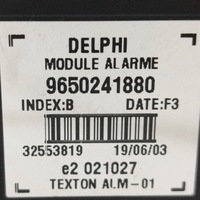 DELPHI
MODULE ALARME
9650241880
INDEX:B DATE:F3
32553819 19/06/03
e2 021027
TEXTON ALM-01